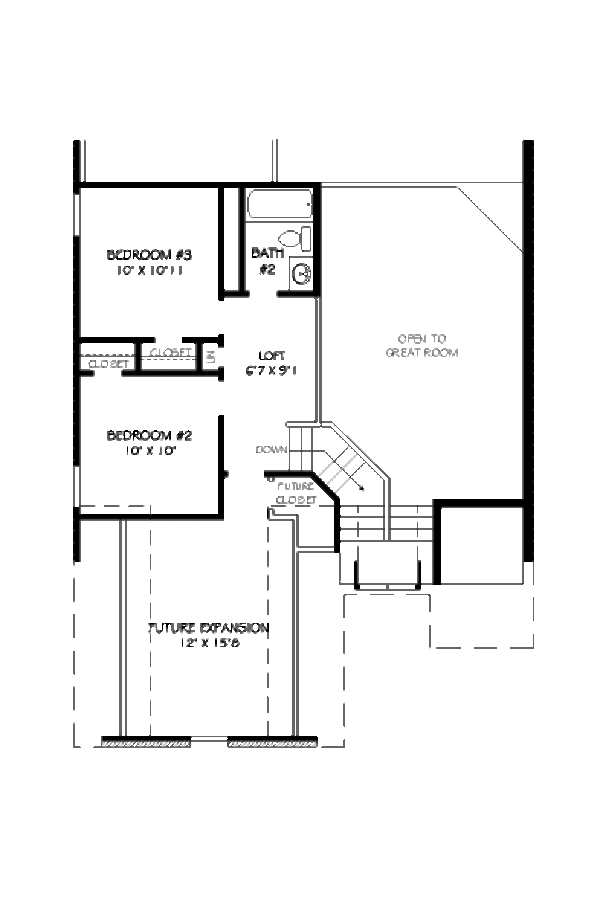 BEDROOM #3
10" X 10"11
BATH
#2
OPEN TO
GREAT ROOM
CLOSET
CLOSET
LIN
LOFT
6'7 X 9'1
BEDROOM #2
10" X 10"
DOWN
FUTURE
CLOSET
FUTURE EXPANSION
12" X 15'8